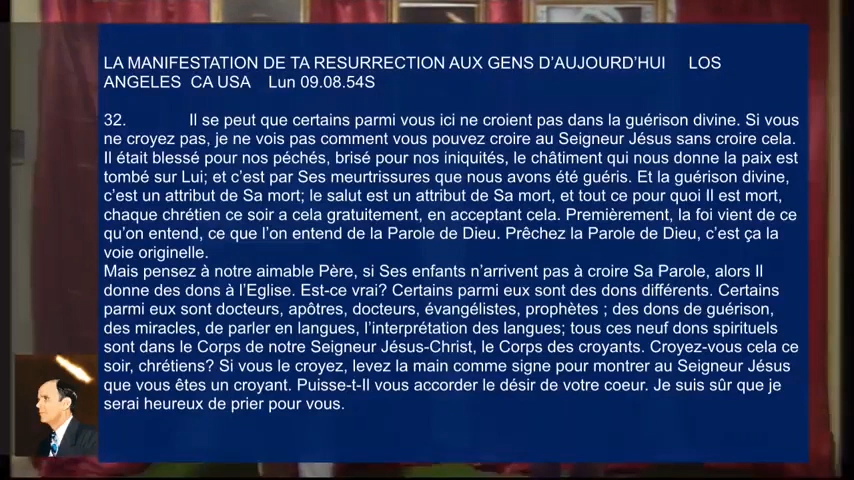 LA MANIFESTATION DE TA RESURRECTION AUX GENS D'AUJOURD'HUI LOS
ANGELES CA USA Lun 09.08.54S
32. Il se peut que certains parmi vous ici ne croient pas dans la guérison divine. Si vous
ne croyez pas, je ne vois pas comment vous pouvez croire au Seigneur Jésus sans croire cela.
Il était blessé pour nos péchés, brisé pour nos iniquités, le châtiment qui nous donne la paix est
tombé sur Lui; et c'est par Ses meurtrissures que nous avons été guéris. Et la guérison divine,
c'est un attribut de Sa mort; le salut est un attribut de Sa mort, et tout ce pour quoi Il est mort,
chaque chrétien ce soir a cela gratuitement, en acceptant cela. Premièrement, la foi vient de ce
qu'on entend, ce que l'on entend de la Parole de Dieu. Prêchez la Parole de Dieu, c'est ça la
voie originelle.
Mais pensez à notre aimable Père, si Ses enfants n'arrivent pas à croire Sa Parole, alors Il
donne des dons à l'Eglise. Est-ce vrai? Certains parmi eux sont des dons différents. Certains
parmi eux sont docteurs, apôtres, docteurs, évangélistes, prophètes ; des dons de guérison,
des miracles, de parler en langues, l'interprétation des langues; tous ces neuf dons spirituels
sont dans le Corps de notre Seigneur Jésus-Christ, le Corps des croyants. Croyez-vous cela ce
soir, chrétiens? Si vous le croyez, levez la main comme signe pour montrer au Seigneur Jésus
que vous êtes un croyant. Puisse-t-Il vous accorder le désir de votre coeur. Je suis sûr que je
serai heureux de prier pour vous.